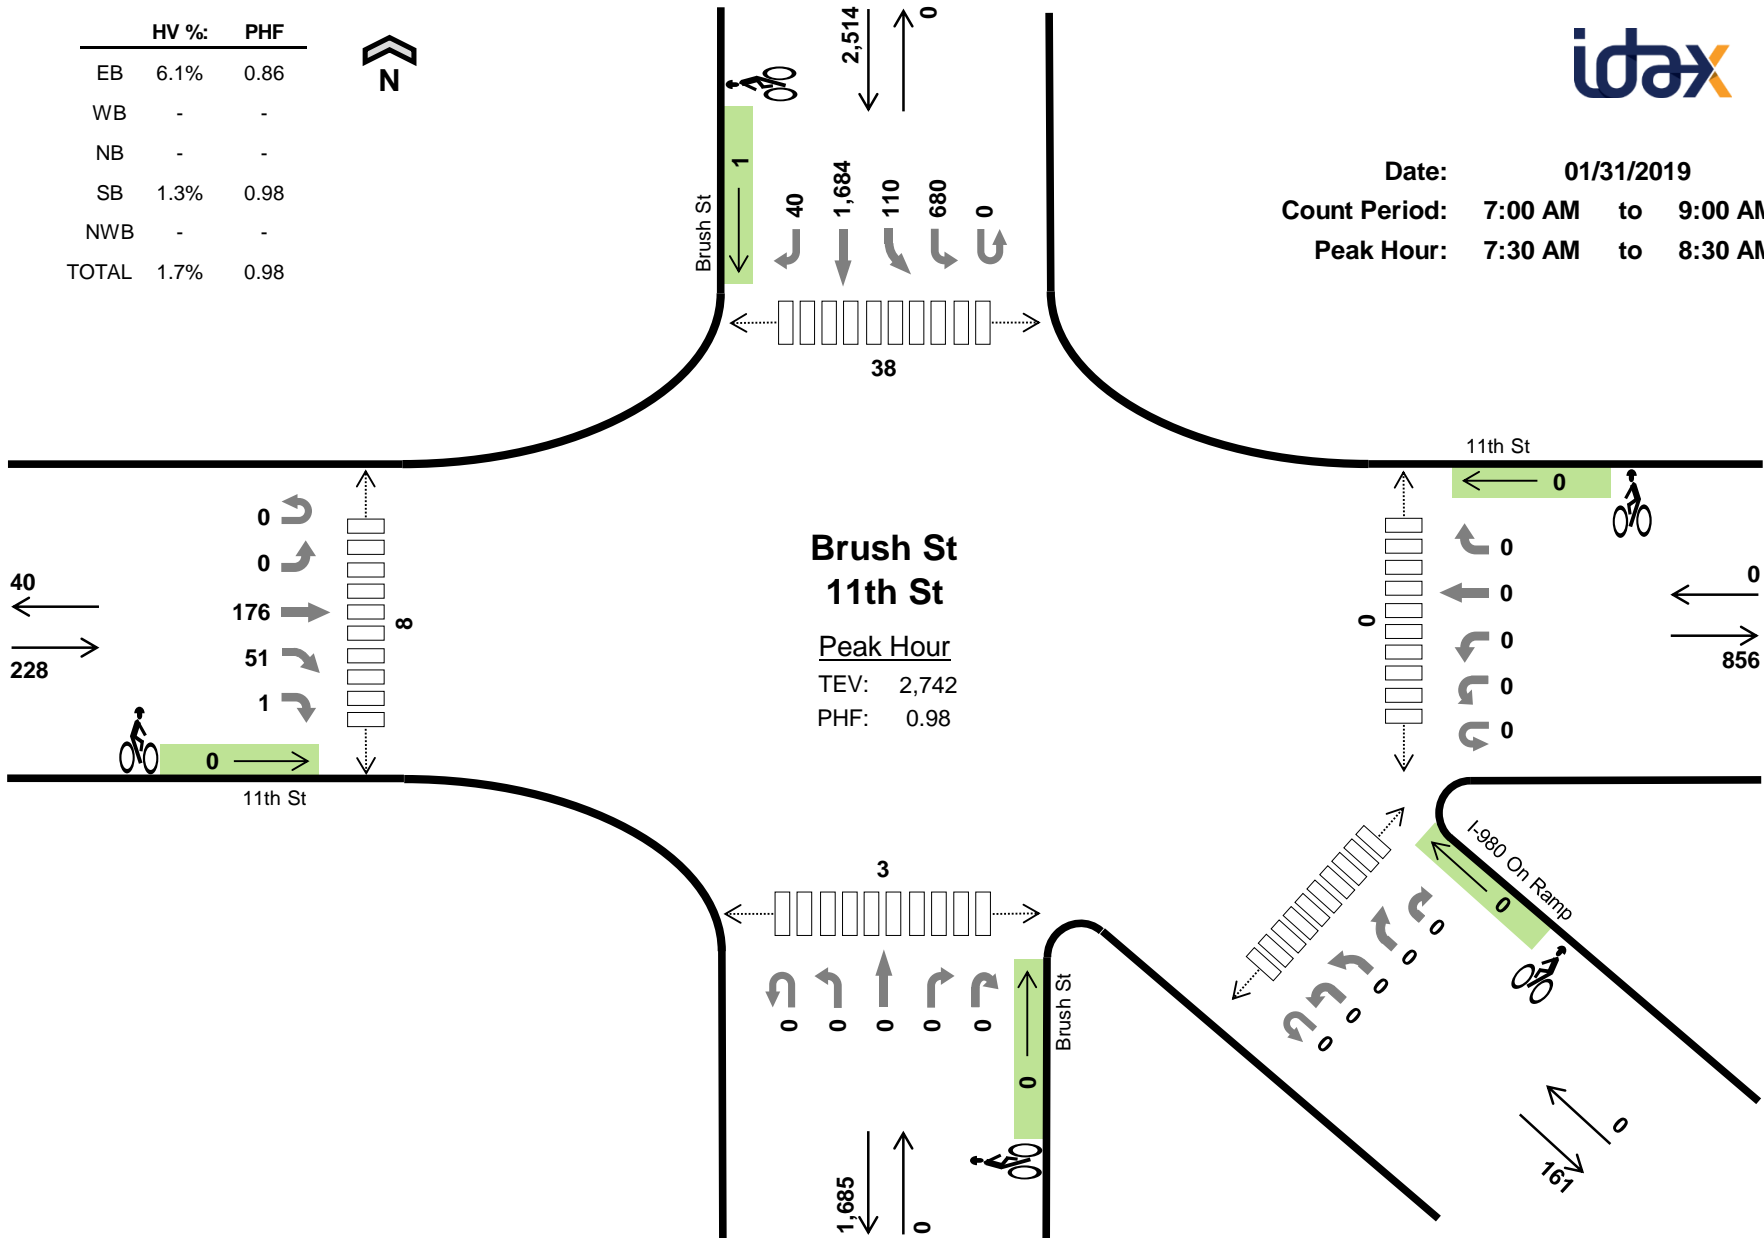 HV %: PHF
EB 6.1% 0.86
WB - -
NB - -
SB 1.3% 0.98
NWB - -
TOTAL 1.7% 0.98
N
idax
Date: 01/31/2019
Count Period: 7:00 AM to 9:00 AM
Peak Hour: 7:30 AM to 8:30 AM
2,514
0
Brush St
1
40
1,684
110
680
0
38
11th St
0
0
0
0
0
0
0
0
856
0
0
0
176
51
1
8
40
228
0
11th St
Brush St
11th St
Peak Hour
TEV: 2,742
PHF: 0.98
3
0
0
0
0
0
Brush St
0
1,685
0
I-980 On Ramp
0
0
0
0
0
0
0
161